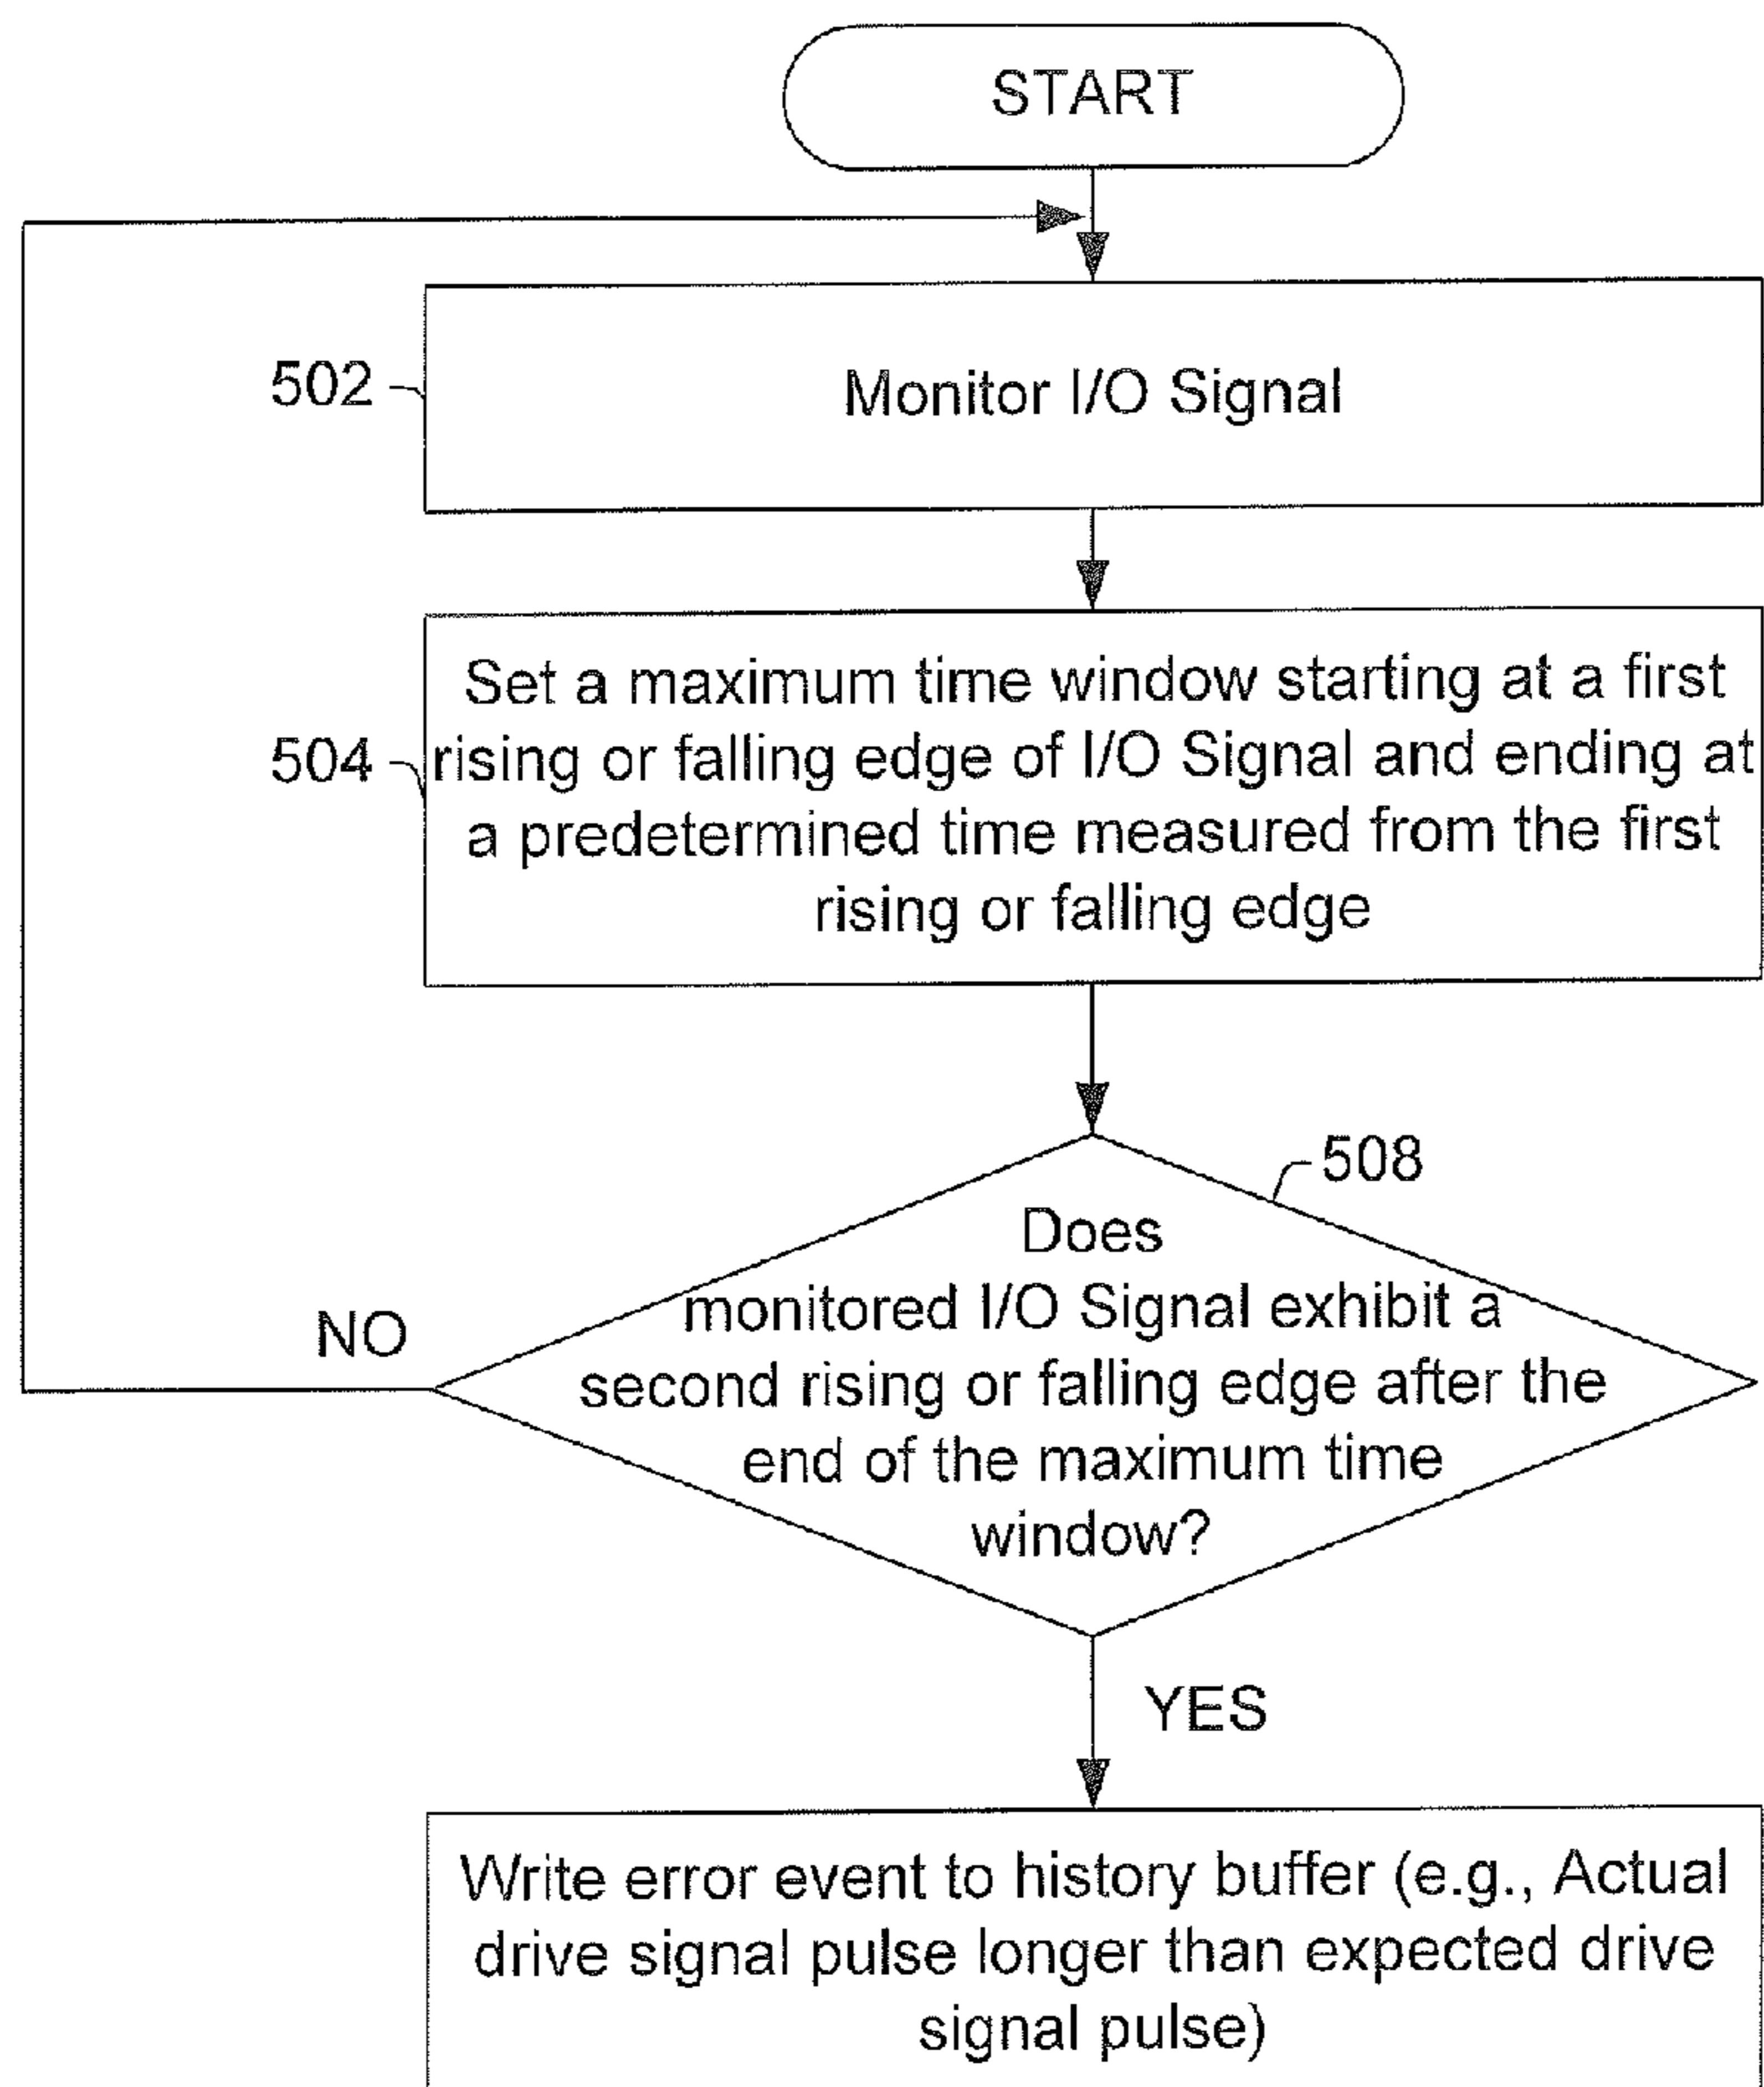 START
502
Monitor I/O Signal
504
Set a maximum time window starting at a first
rising or falling edge of I/O Signal and ending at
a predetermined time measured from the first
rising or falling edge
508
Does
monitored I/O Signal exhibit a
second rising or falling edge after the
end of the maximum time
window?
NO
YES
Write error event to history buffer (e.g., Actual
drive signal pulse longer than expected drive
signal pulse)